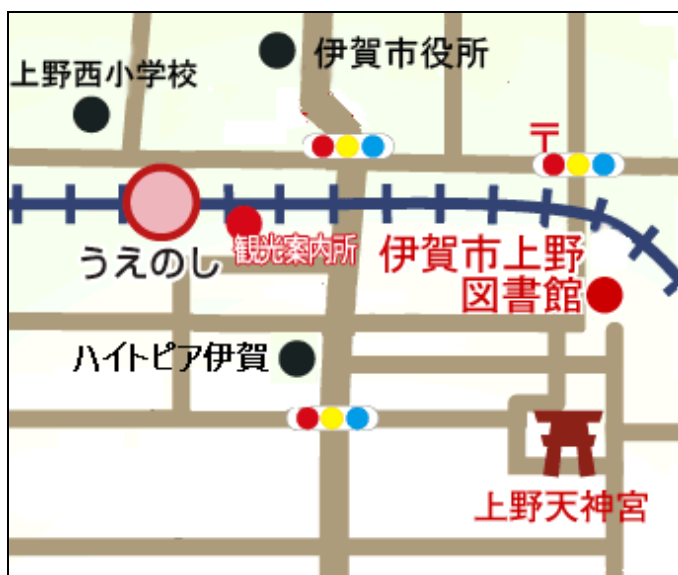 伊賀市役所
上野西小学校
〒
うえのし
観光案内所
伊賀市上野
図書館
ハイトピア伊賀
上野天神宮